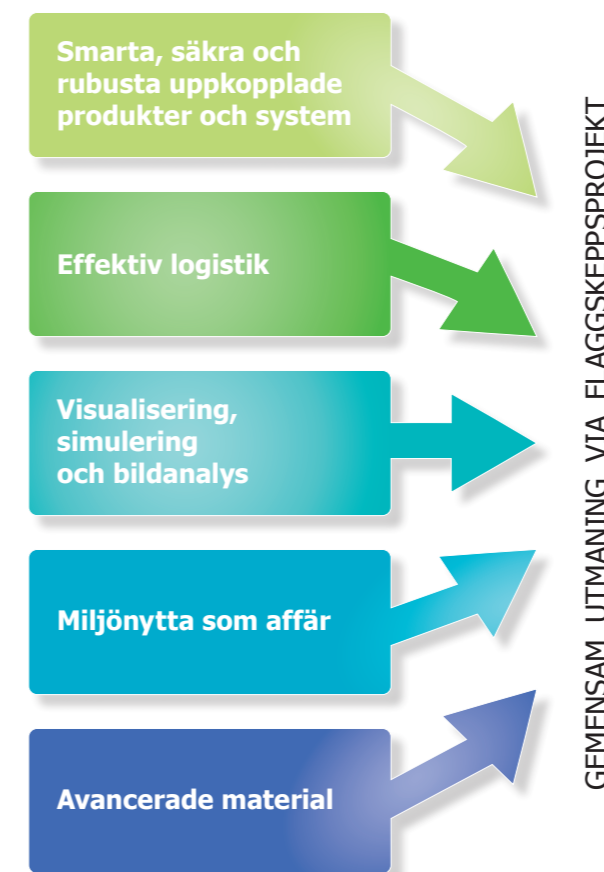 Smarta, säkra och
rubusta uppkopplade
produkter och system
Effektiv logistik
Visualisering,
simulering
och bildanalys
Miljönytta som affär
Avancerade material
GEMENSAM UTMANING VIA FLAGGSKEPPSPROJEKT